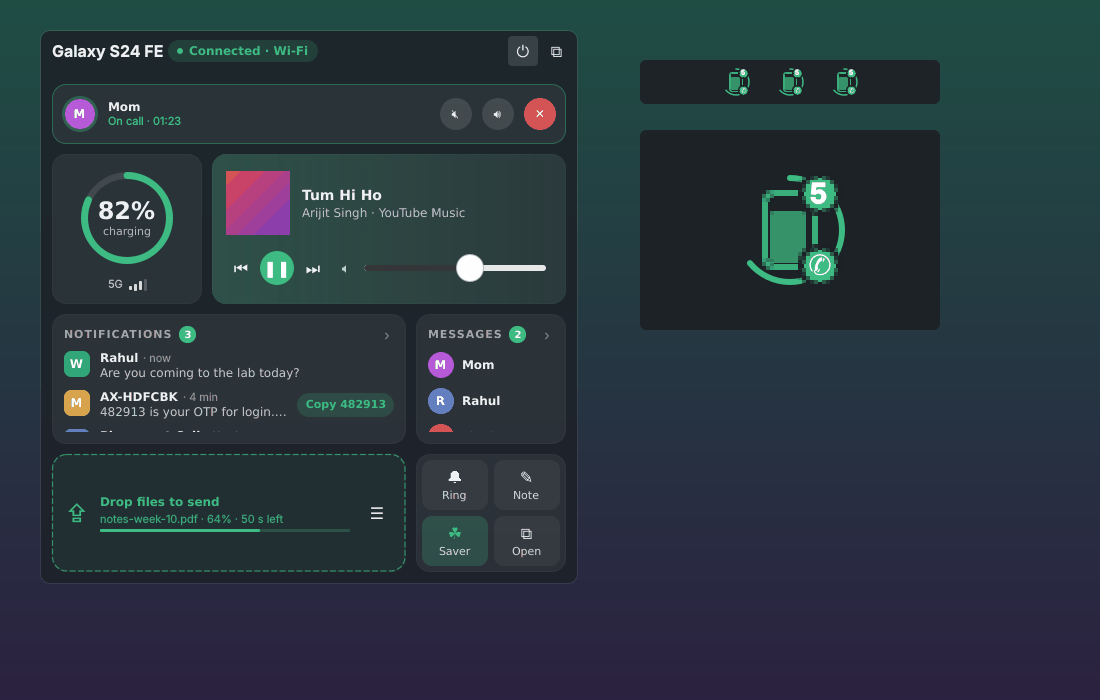 Galaxy S24 FE
Connected · Wi-Fi
M
Mom
On call · 01:23
82%
charging
5G
Tum Hi Ho
Arijit Singh · YouTube Music
NOTIFICATIONS 3
W
Rahul · now
Are you coming to the lab today?
M
AX-HDFCBK · 4 min
482913 is your OTP for login....
Copy 482913
MESSAGES 2
M
Mom
R
Rahul
Drop files to send
notes-week-10.pdf · 64% · 50 s left
Ring
Note
Saver
Open
5
5
5
5